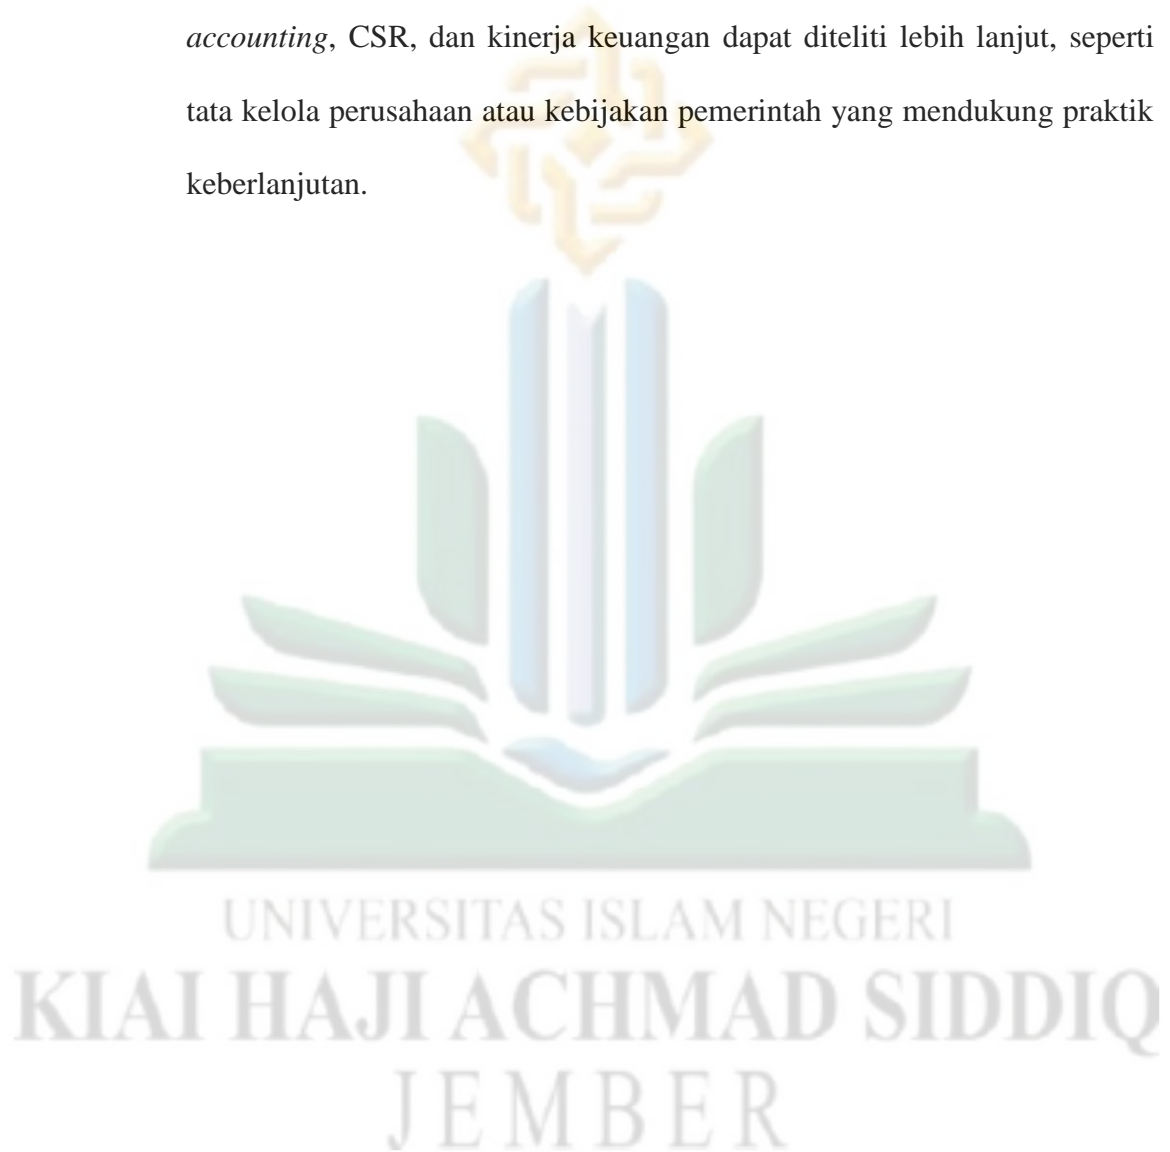 accounting, CSR, dan kinerja keuangan dapat diteliti lebih lanjut, seperti
tata kelola perusahaan atau kebijakan pemerintah yang mendukung praktik
keberlanjutan.
UNIVERSITAS ISLAM NEGERI
KIAI HAJI ACHMAD SIDDIQ
JEMBER